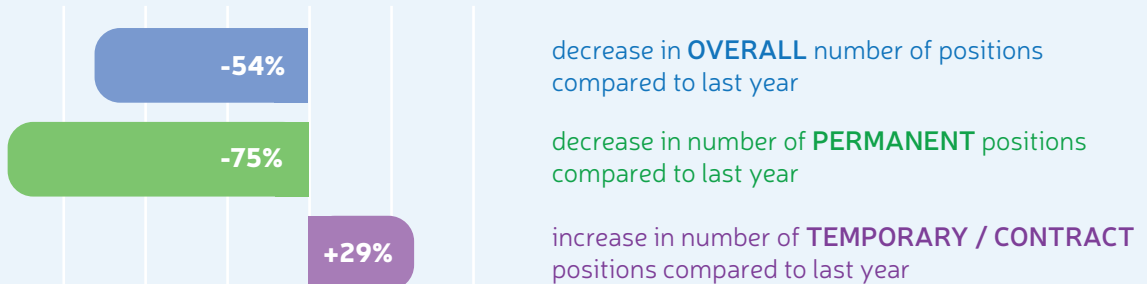 -54%
decrease in OVERALL number of positions
compared to last year
-75%
decrease in number of PERMANENT positions
compared to last year
+29%
increase in number of TEMPORARY / CONTRACT
positions compared to last year